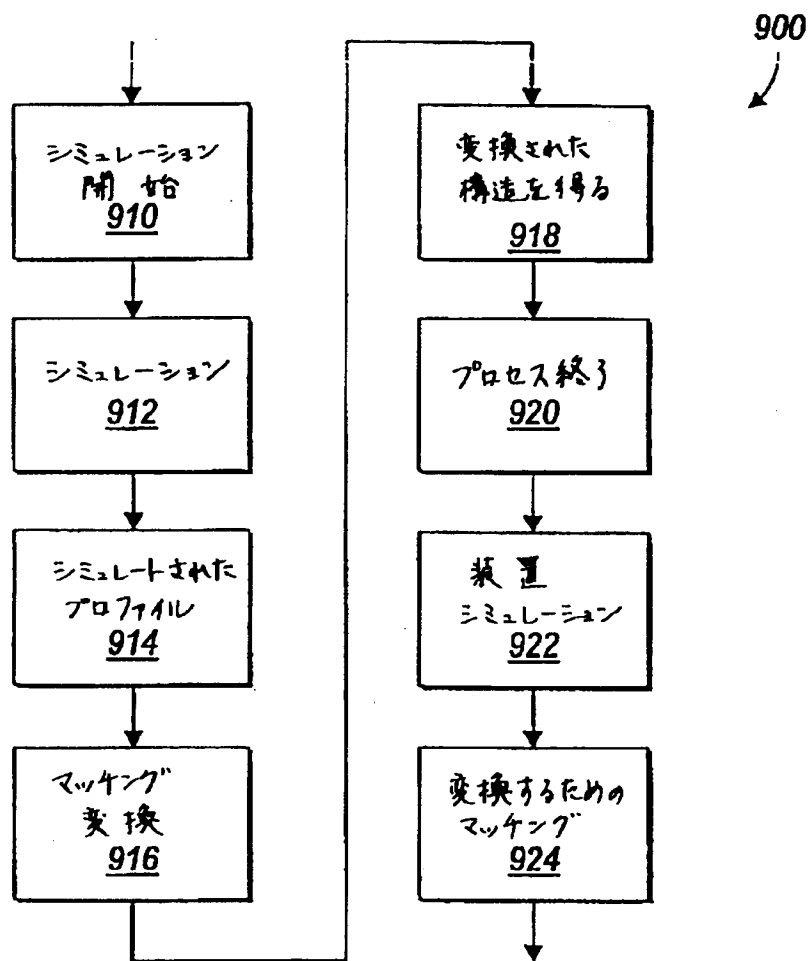 900
シミュレーション
開始
910
シミュレーション
912
シミュレートされた
プロファイル
914
マッチング
変換
916
変換された
構造を得る
918
プロセス終了
920
装置
シミュレーション
922
変換するための
マッチング
924